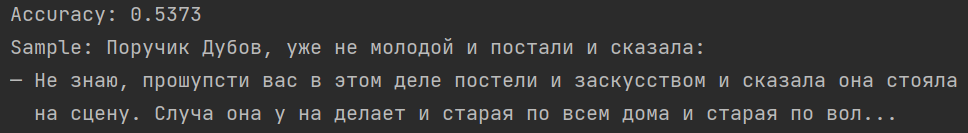 Accuracy: 0.5373
Sample: Поручик Дубов, уже не молодой и постали и сказала:
— Не знаю, прошупсти вас в этом деле постели и заскусством и сказала она стояла
на сцену. Случа она у на делает и старая по всем дома и старая по вол...